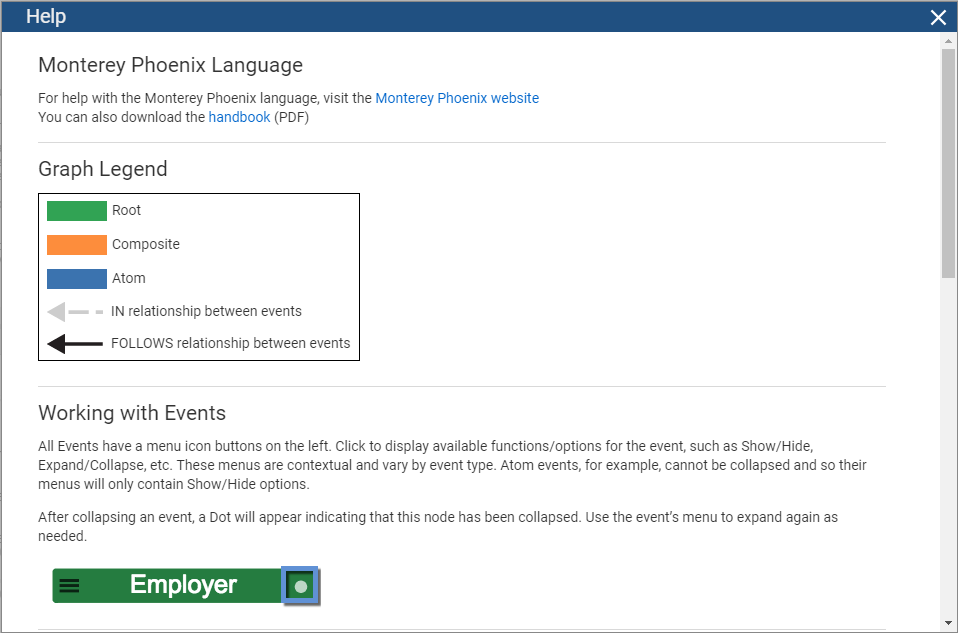 Help
Monterey Phoenix Language
For help with the Monterey Phoenix language, visit the Monterey Phoenix website
You can also download the handbook (PDF)
Graph Legend
Root
Composite
Atom
IN relationship between events
FOLLOWS relationship between events
Working with Events
All Events have a menu icon buttons on the left. Click to display available functions/options for the event, such as Show/Hide,
Expand/Collapse, etc. These menus are contextual and vary by event type. Atom events, for example, cannot be collapsed and so their
menus will only contain Show/Hide options.
After collapsing an event, a Dot will appear indicating that this node has been collapsed. Use the event’s menu to expand again as
needed.
Employer